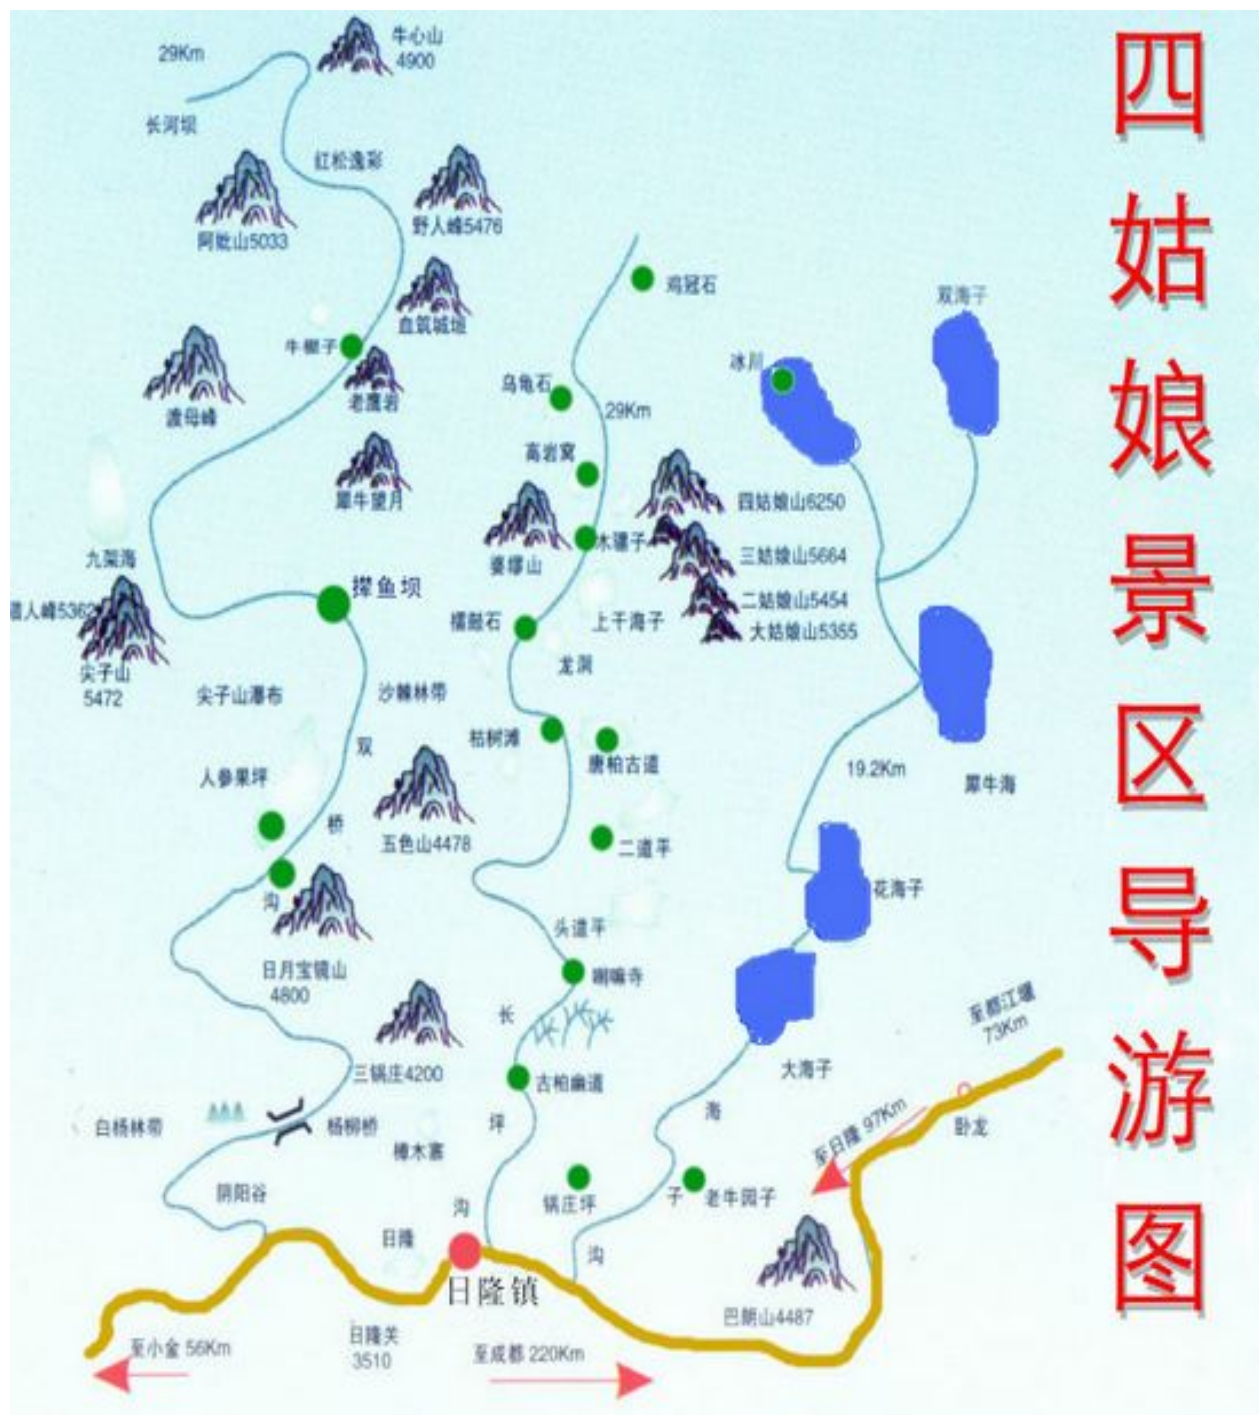 四姑娘景区导游图
29Km
牛心山
4900
长河坝
红松逸彩
阿妣山5033
野人峰5476
血筑城垣
牛棚子
老鹰岩
渡母峰
犀牛望月
九架海
猎人峰5362
撵鱼坝
尖子山
5472
尖子山瀑布
沙棘林带
双
桥
沟
人参果坪
五色山4478
日月宝镜山
4800
三锅庄4200
白杨林带
杨柳桥
樟木寨
阴阳谷
鸡冠石
乌龟石
29Km
高岩窝
婆缪山
木骡子
擂鼓石
上干海子
龙洞
枯树滩
唐柏古道
二道平
头道平
喇嘛寺
长
坪
沟
古柏幽道
锅庄坪
双海子
冰川
四姑娘山6250
三姑娘山5664
二姑娘山5454
大姑娘山5355
19.2Km
犀牛海
花海子
大海子
海
子
沟
老牛园子
至都江堰
73Km
至日隆 97Km
卧龙
日隆
日隆镇
巴朗山4487
至小金 56Km
日隆关
3510
至成都 220Km